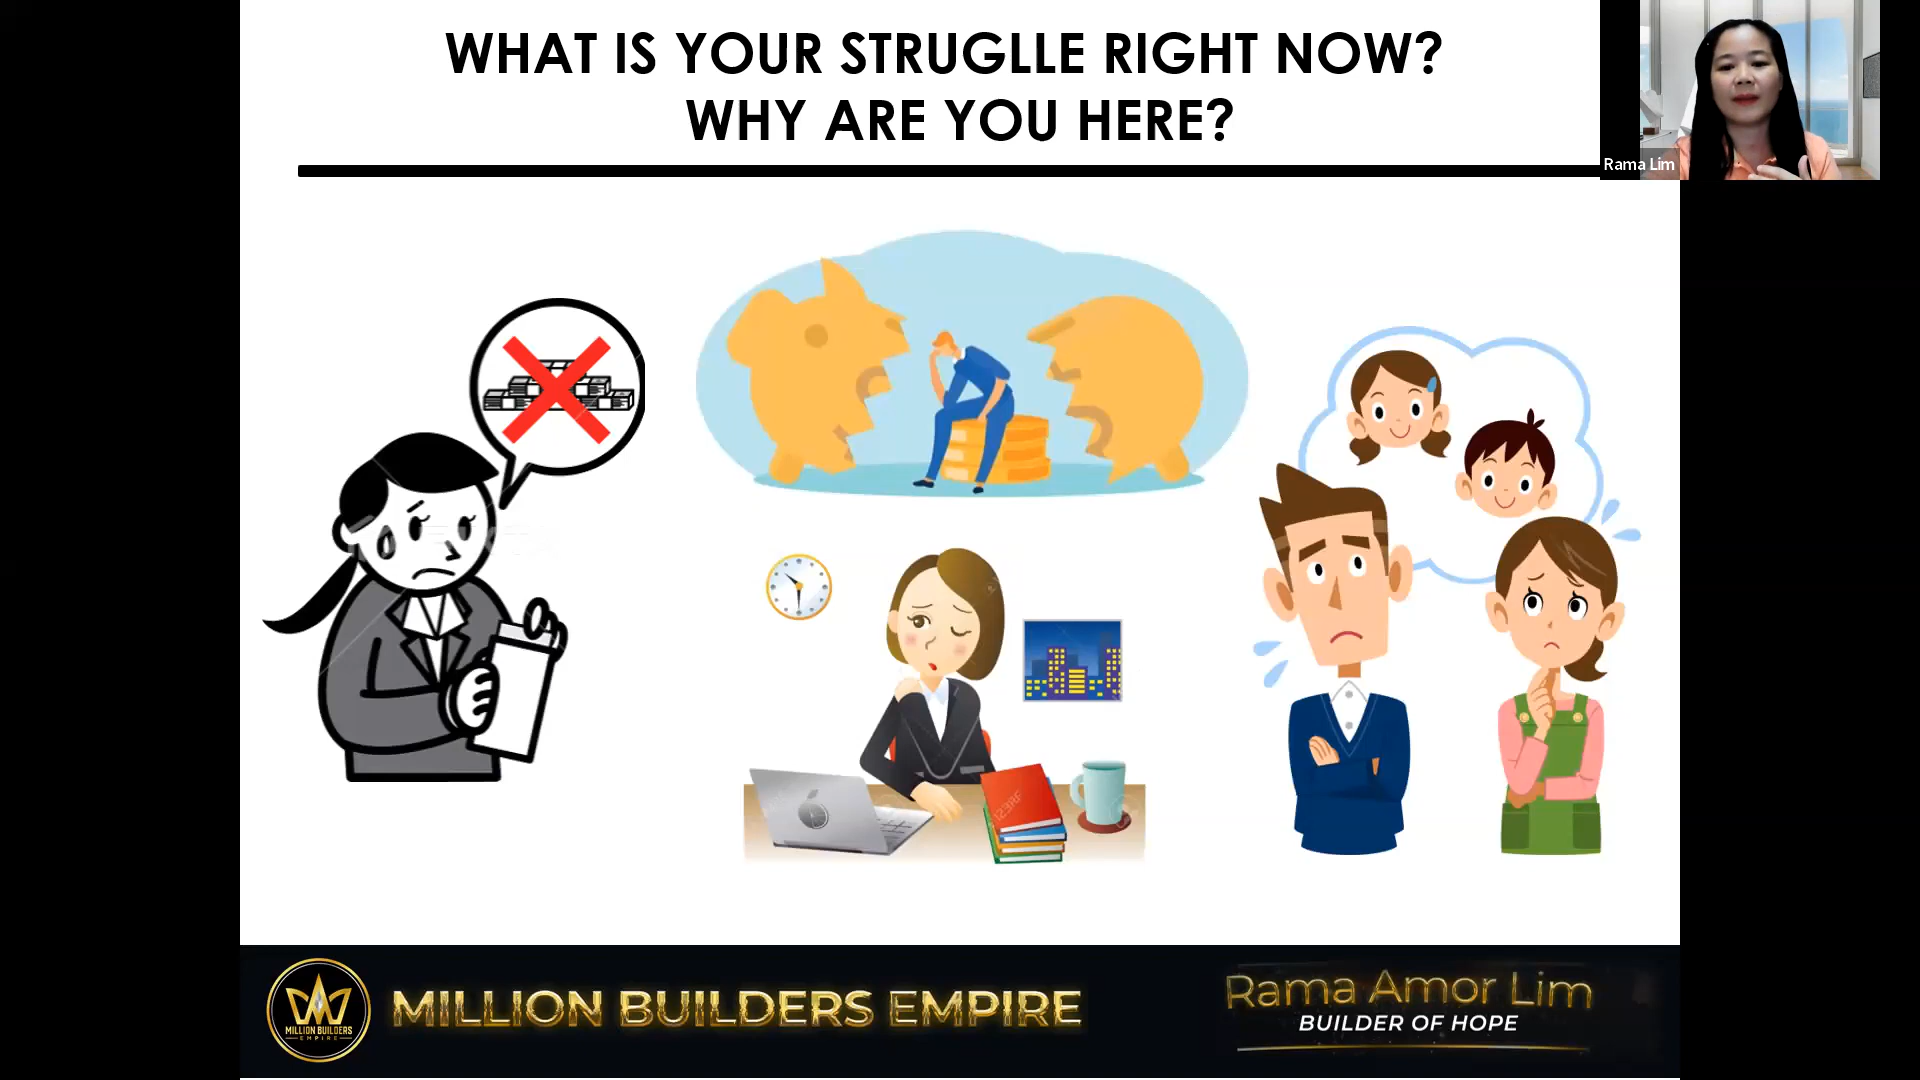 WHAT IS YOUR STRUGLLE RIGHT NOW?
WHY ARE YOU HERE?
Rama Lim
123RF
MILLION BUILDERS
EMPIRE
MILLION BUILDERS EMPIRE
Rama Amor Lim
BUILDER OF HOPE